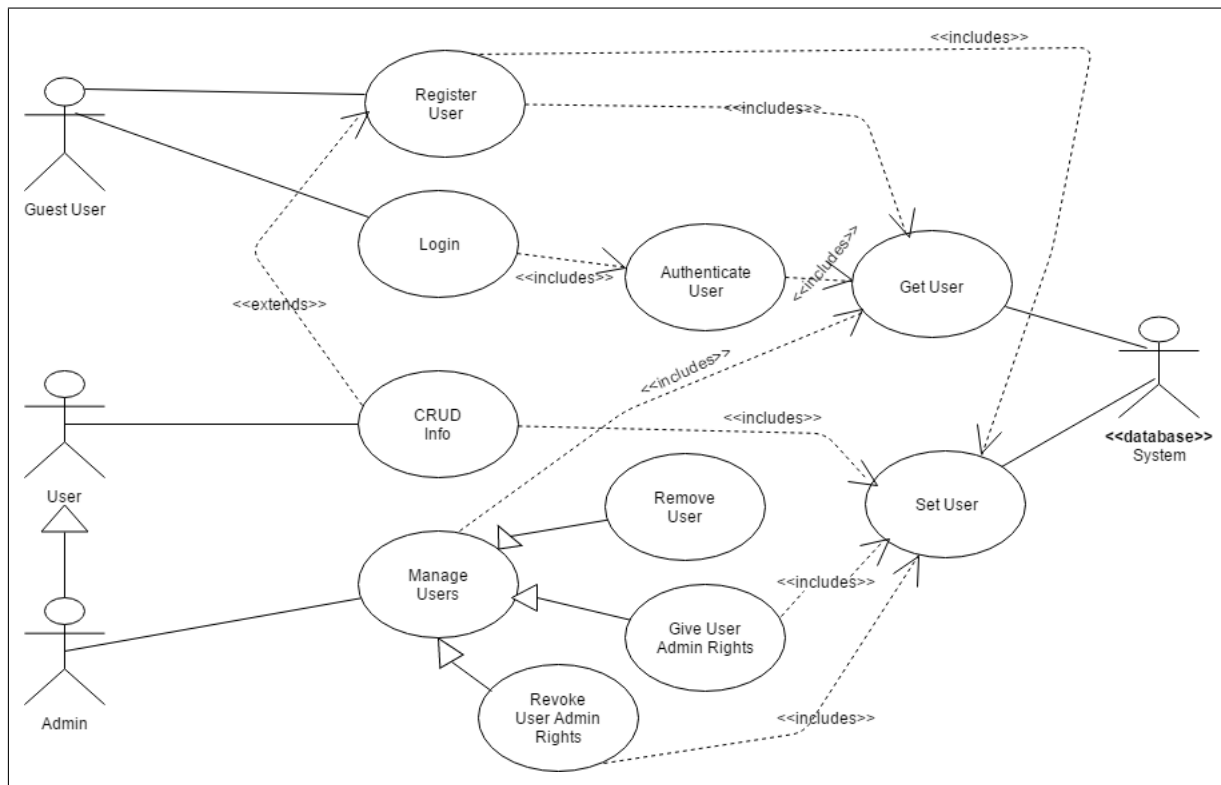 <<includes>>
Register
User
<<includes>>
Guest User
Login
<<includes>>
Authenticate
User
<<includes>>
Get User
<<extends>>
<<includes>>
CRUD
Info
<<includes>>
<<database>>
System
User
Remove
User
Set User
Manage
Users
<<includes>>
Give User
Admin Rights
Revoke
User Admin
Rights
<<includes>>
Admin